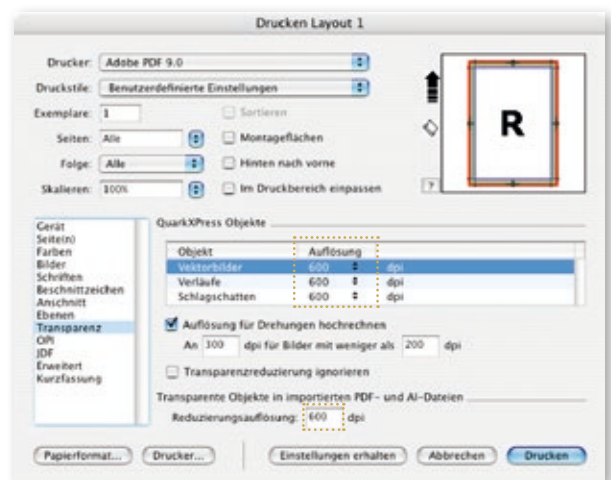 Drucken Layout 1
Drucker: Adobe PDF 9.0
Druckstile: Benutzerdefinierte Einstellungen
Exemplare: 1 Sortieren
Seiten: Alle Montageflächen
Folge: Alle Hinten nach vorne
Skalieren: 100% Im Druckbereich einpassen
R
?
Gerät
Seite(n)
Farben
Bilder
Schriften
Beschnittzeichen
Anschnitt
Ebenen
Transparenz
OPI
JDF
Erweitert
Kurzfassung
QuarkXPress Objekte
Objekt Auflösung
Vektorbilder 600 dpi
Verläufe 600 dpi
Schlagschatten 600 dpi
Auflösung für Drehungen hochrechnen
An 300 dpi für Bilder mit weniger als 200 dpi
Transparenzreduzierung ignorieren
Transparente Objekte in importierten PDF- und AI-Dateien
Reduzierungsauflösung: 600 dpi
Papierformat... Drucker... Einstellungen erhalten Abbrechen Drucken